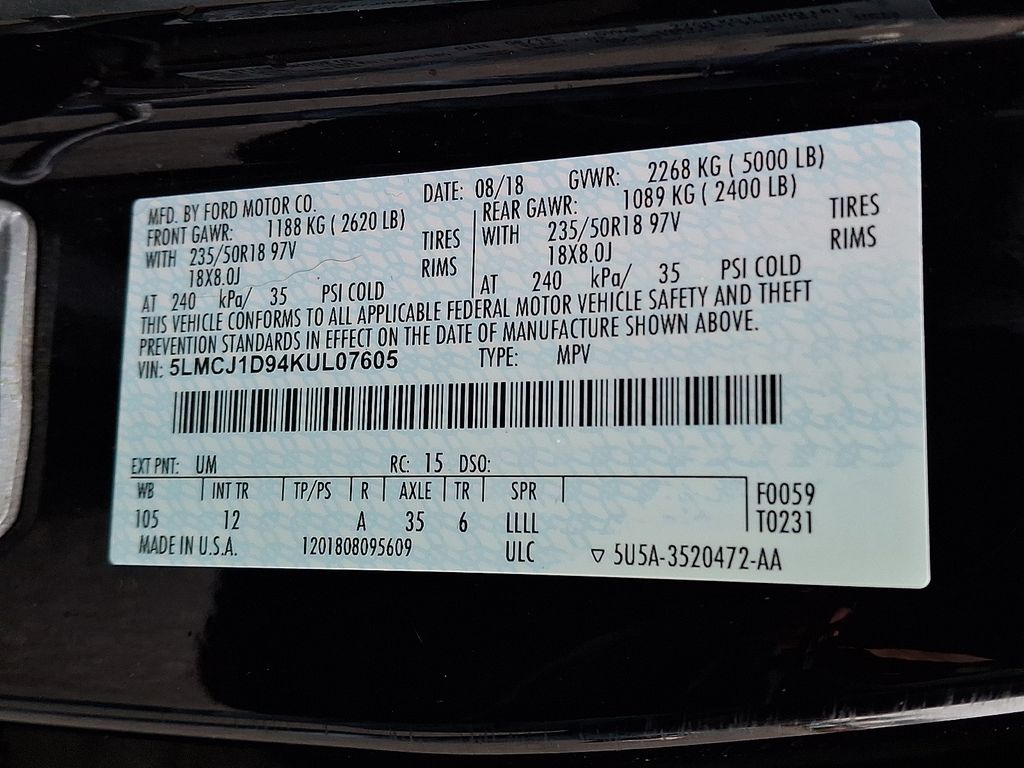 MFD. BY FORD MOTOR CO. DATE: 08/18 GVWR: 2268 KG ( 5000 LB)
FRONT GAWR: 1188 KG ( 2620 LB) REAR GAWR: 1089 KG ( 2400 LB)
WITH 235/50R18 97V TIRES WITH 235/50R18 97V TIRES
18X8.0J RIMS 18X8.0J RIMS
AT 240 kPa/ 35 PSI COLD AT 240 kPa/ 35 PSI COLD
THIS VEHICLE CONFORMS TO ALL APPLICABLE FEDERAL MOTOR VEHICLE SAFETY AND THEFT
PREVENTION STANDARDS IN EFFECT ON THE DATE OF MANUFACTURE SHOWN ABOVE.
VIN: 5LMCJ1D94KUL07605 TYPE: MPV
EXT PNT: UM RC: 15 DSO:
WB INT TR TP/PS R AXLE TR SPR F0059
105 12 A 35 6 LLLL T0231
MADE IN U.S.A. 1201808095609 ULC ▽ 5U5A-3520472-AA